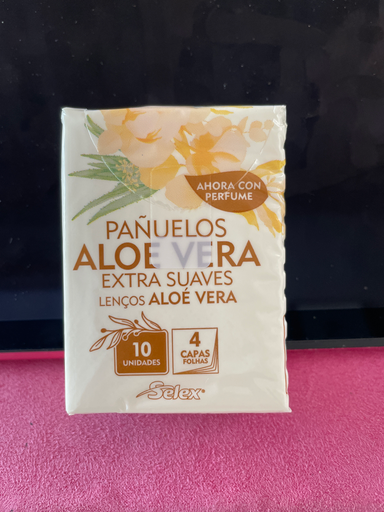 AHORA CON
PERFUME
PAÑUELOS
ALOE VERA
EXTRA SUAVES
LENÇOS ALOÉ VERA
10
UNIDADES
4
CAPAS
FOLHAS
Selex